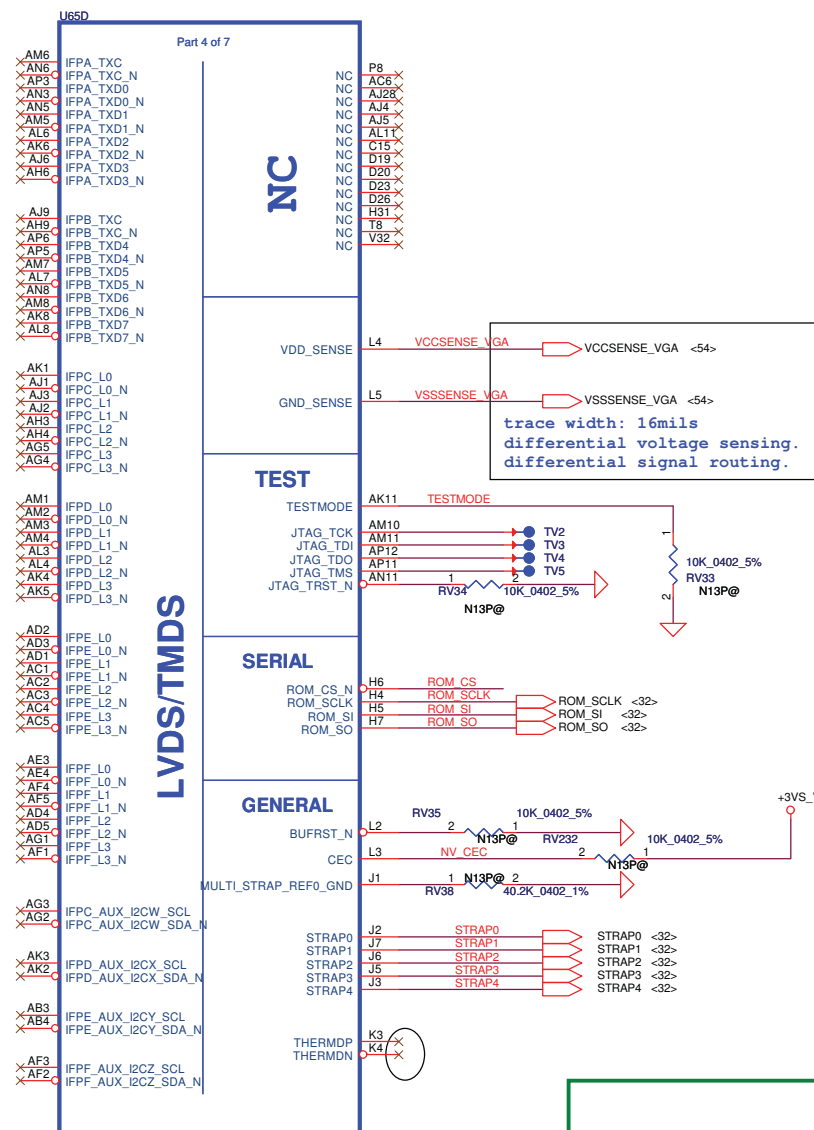 U65D
Part 4 of 7
AM6 IFPA_TXC
AN6 IFPA_TXC_N
AP3 IFPA_TXD0
AN3 IFPA_TXD0_N
AN5 IFPA_TXD1
AM5 IFPA_TXD1_N
AL6 IFPA_TXD2
AK6 IFPA_TXD2_N
AJ6 IFPA_TXD3
AH6 IFPA_TXD3_N
AJ9 IFPB_TXC
AH9 IFPB_TXC_N
AP6 IFPB_TXD4
AP5 IFPB_TXD4_N
AM7 IFPB_TXD5
AL7 IFPB_TXD5_N
AN8 IFPB_TXD6
AM8 IFPB_TXD6_N
AK8 IFPB_TXD7
AL8 IFPB_TXD7_N
AK1 IFPC_L0
AJ1 IFPC_L0_N
AJ3 IFPC_L1
AJ2 IFPC_L1_N
AH3 IFPC_L2
AH4 IFPC_L2_N
AG5 IFPC_L3
AG4 IFPC_L3_N
AM1 IFPD_L0
AM2 IFPD_L0_N
AM3 IFPD_L1
AM4 IFPD_L1_N
AL3 IFPD_L2
AL4 IFPD_L2_N
AK4 IFPD_L3
AK5 IFPD_L3_N
AD2 IFPE_L0
AD3 IFPE_L0_N
AD1 IFPE_L1
AC1 IFPE_L1_N
AC2 IFPE_L2
AC3 IFPE_L2_N
AC4 IFPE_L3
AC5 IFPE_L3_N
AE3 IFPF_L0
AE4 IFPF_L0_N
AF4 IFPF_L1
AF5 IFPF_L1_N
AD4 IFPF_L2
AD5 IFPF_L2_N
AG1 IFPF_L3
AF1 IFPF_L3_N
AG3 IFPC_AUX_I2CW_SCL
AG2 IFPC_AUX_I2CW_SDA_N
AK3 IFPD_AUX_I2CX_SCL
AK2 IFPD_AUX_I2CX_SDA_N
AB3 IFPE_AUX_I2CY_SCL
AB4 IFPE_AUX_I2CY_SDA_N
AF3 IFPF_AUX_I2CZ_SCL
AF2 IFPF_AUX_I2CZ_SDA_N
LVDS/TMDS
NC
NC P8
NC AC6
NC AJ28
NC AJ4
NC AJ5
NC AL11
NC C15
NC D19
NC D20
NC D23
NC D26
NC H31
NC T8
NC V32
VDD_SENSE L4 VCCSENSE_VGA VCCSENSE_VGA <54>
GND_SENSE L5 VSSSENSE_VGA VSSSENSE_VGA <54>
trace width: 16mils
differential voltage sensing.
differential signal routing.
TEST
TESTMODE AK11 TESTMODE
JTAG_TCK AM10 TV2
JTAG_TDI AM11 TV3
JTAG_TDO AP12 TV4
JTAG_TMS AP11 TV5
JTAG_TRST_N AN11 1 2
RV34 10K_0402_5%
N13P@
1
10K_0402_5%
RV33
N13P@
2
SERIAL
ROM_CS_N H6 ROM_CS
ROM_SCLK H4 ROM_SCLK ROM_SCLK <32>
ROM_SI H5 ROM_SI ROM_SI <32>
ROM_SO H7 ROM_SO ROM_SO <32>
GENERAL
+3VS_V
RV35 10K_0402_5%
BUFRST_N L2 2 1
N13P@
RV232 10K_0402_5%
CEC L3 NV_CEC 2 1
N13P@
MULTI_STRAP_REF0_GND J1 1 N13P@ 2
RV38 40.2K_0402_1%
STRAP0 J2 STRAP0 STRAP0 <32>
STRAP1 J7 STRAP1 STRAP1 <32>
STRAP2 J6 STRAP2 STRAP2 <32>
STRAP3 J5 STRAP3 STRAP3 <32>
STRAP4 J3 STRAP4 STRAP4 <32>
THERMDP K3
THERMDN K4